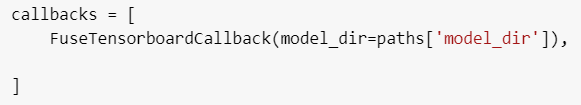 callbacks = [
    FuseTensorboardCallback(model_dir=paths['model_dir']),
]